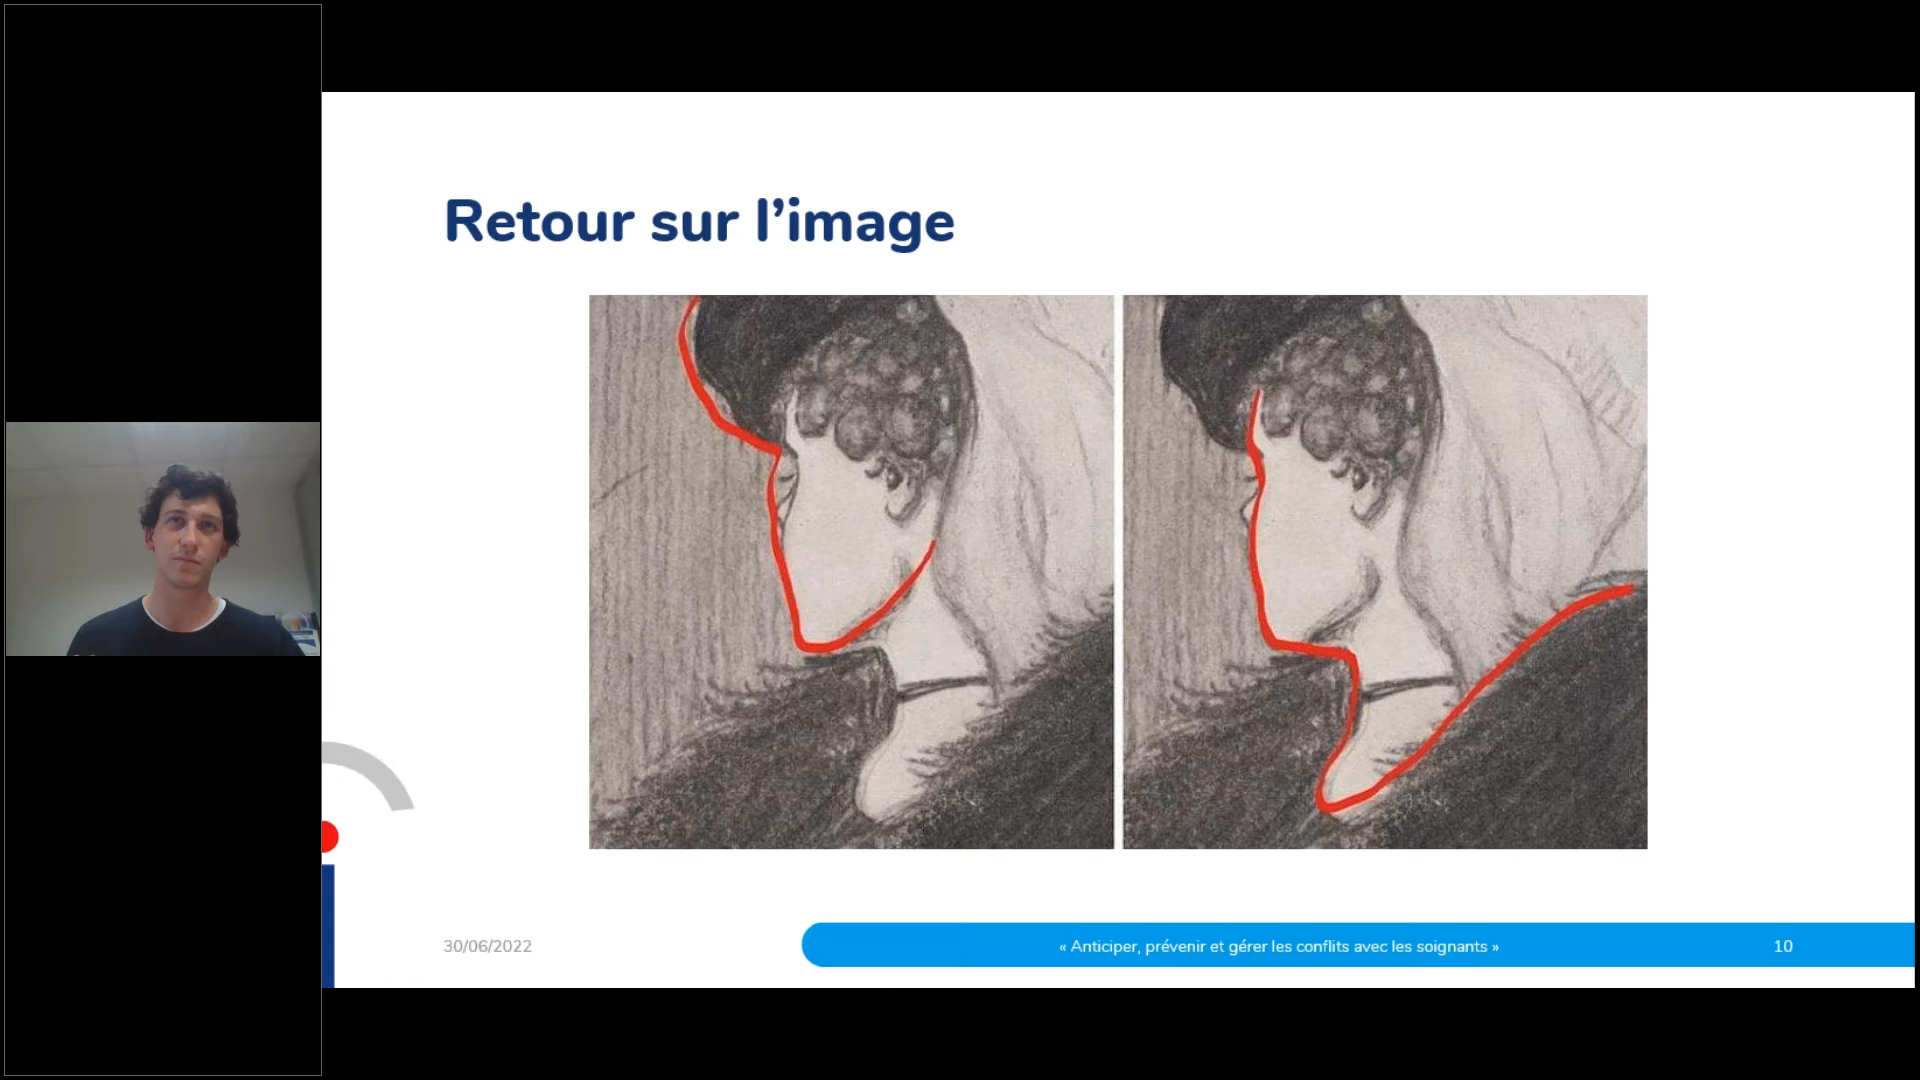 Retour sur l’image
30/06/2022
« Anticiper, prévenir et gérer les conflits avec les soignants »
10